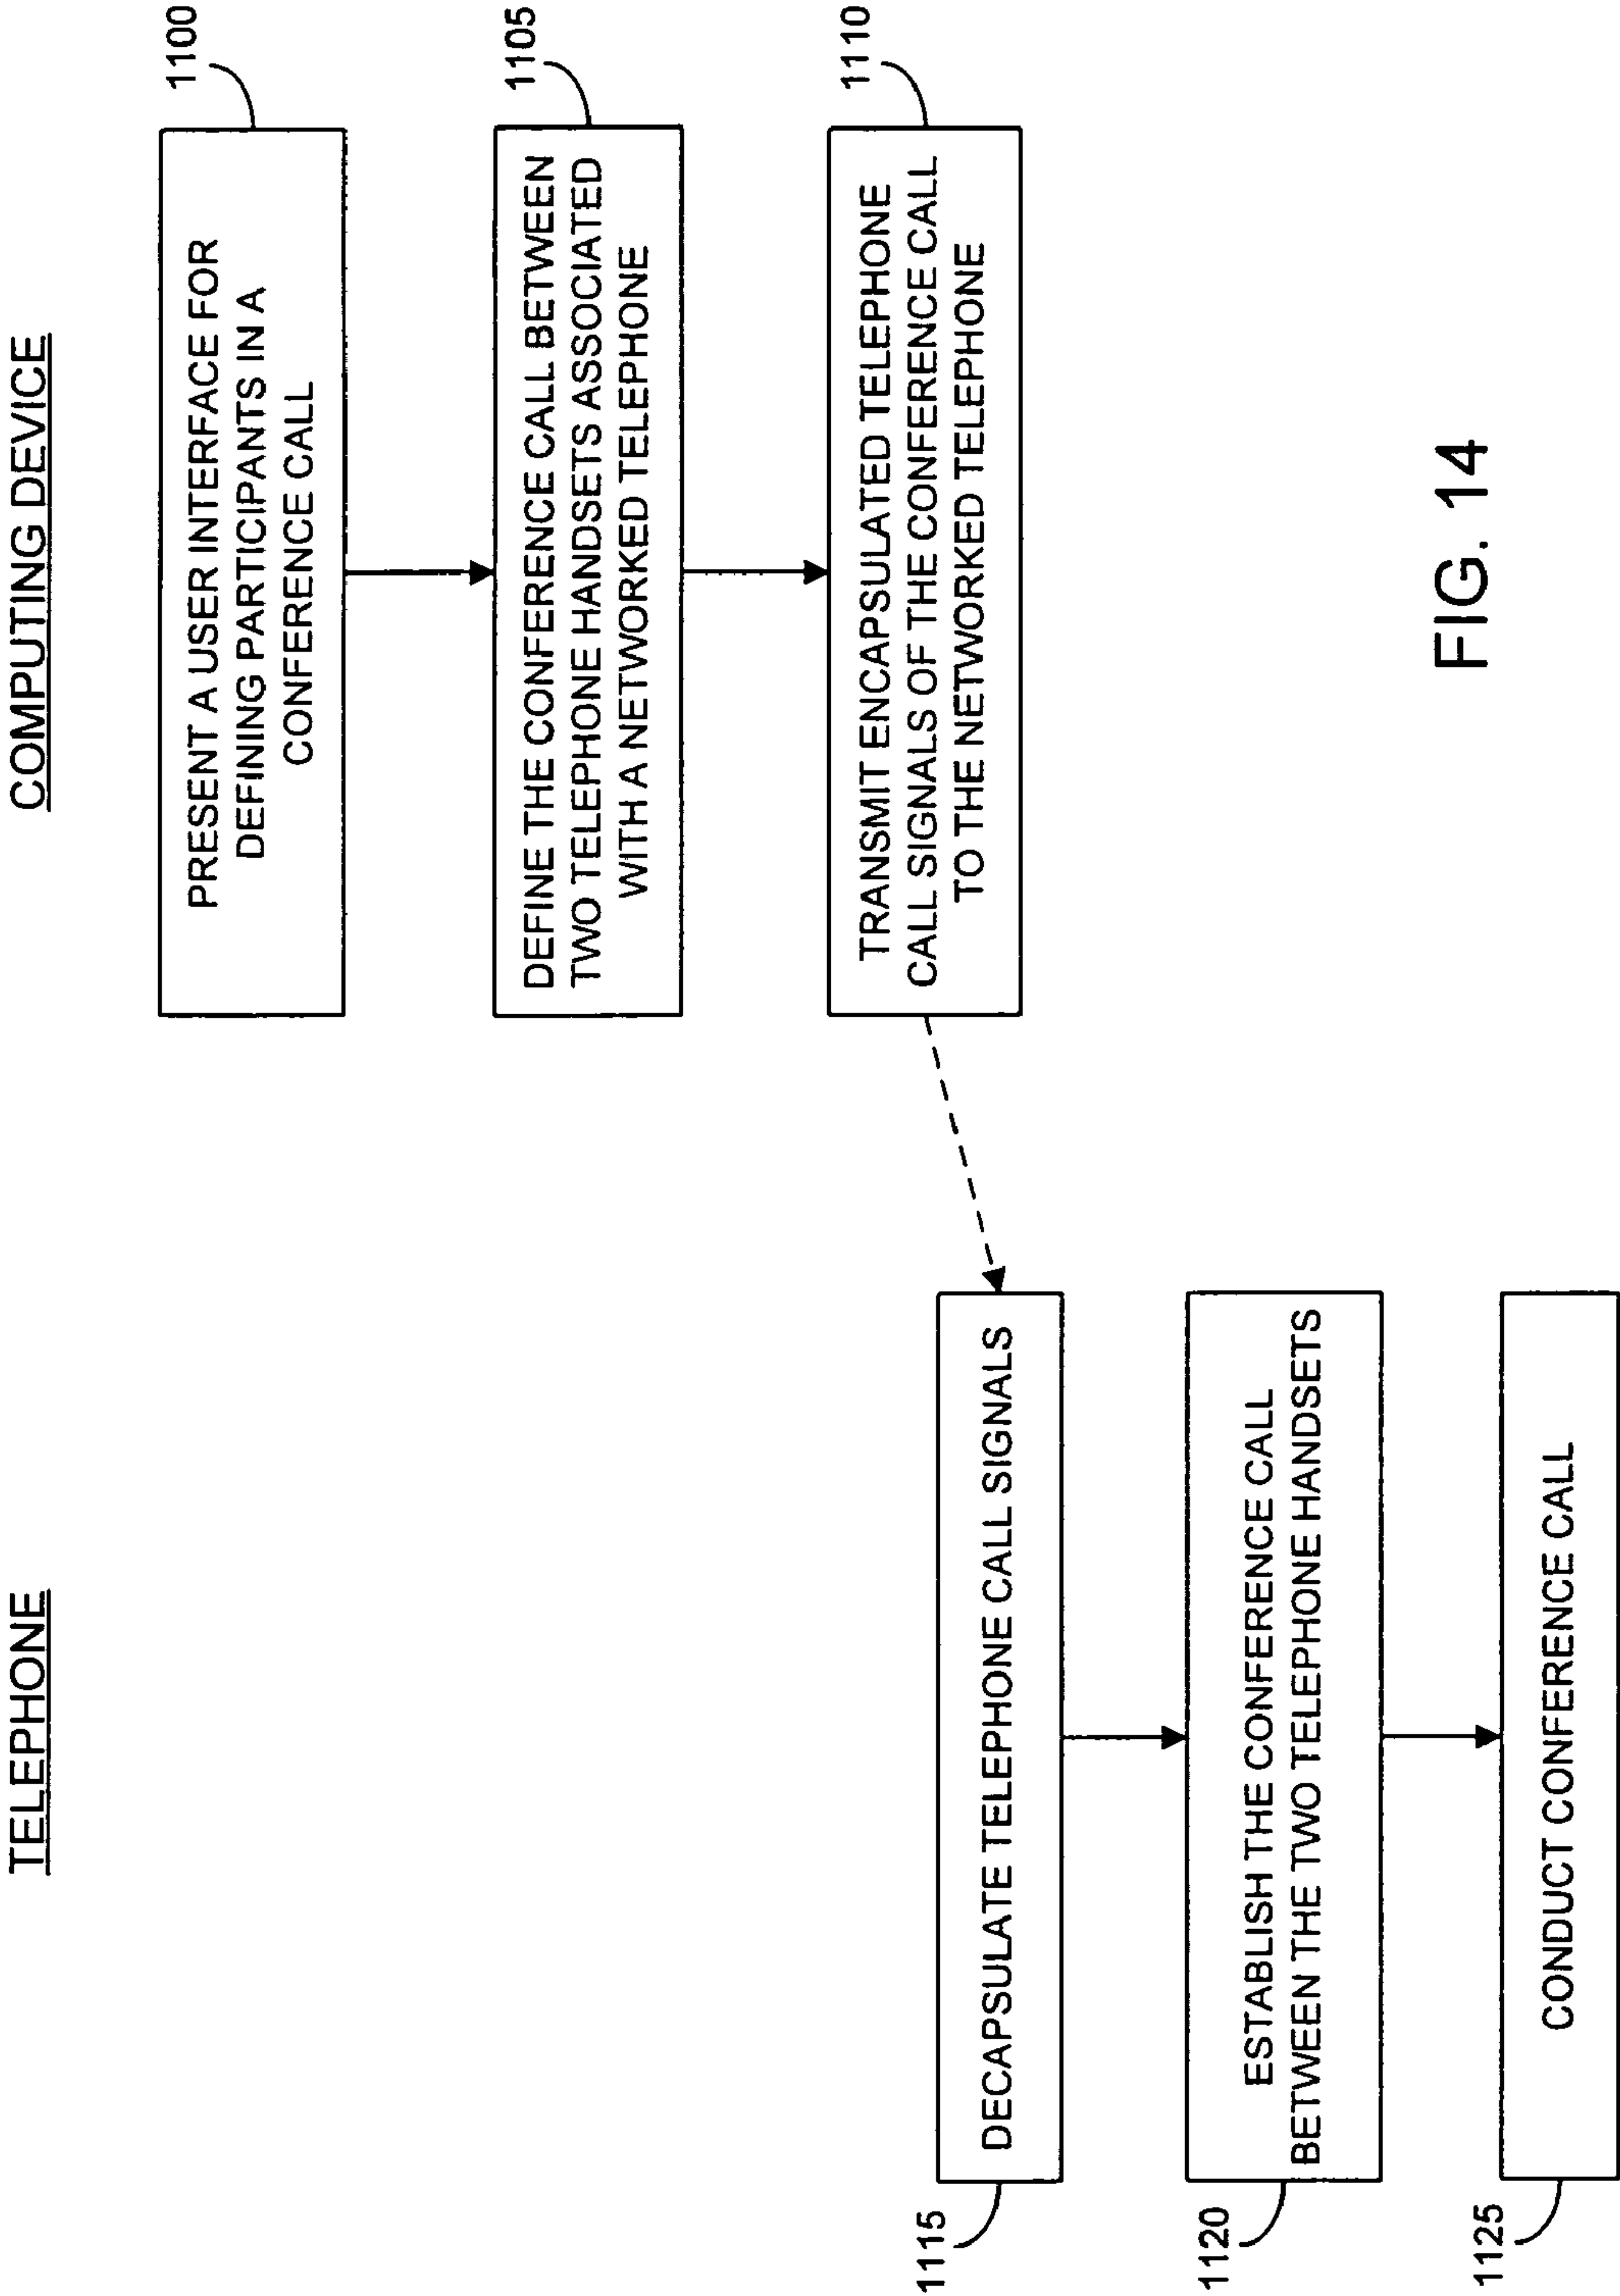 TELEPHONE
COMPUTING DEVICE
PRESENT A USER INTERFACE FOR
DEFINING PARTICIPANTS IN A
CONFERENCE CALL
1100
DEFINE THE CONFERENCE CALL BETWEEN
TWO TELEPHONE HANDSETS ASSOCIATED
WITH A NETWORKED TELEPHONE
1105
TRANSMIT ENCAPSULATED TELEPHONE
CALL SIGNALS OF THE CONFERENCE CALL
TO THE NETWORKED TELEPHONE
1110
DECAPSULATE TELEPHONE CALL SIGNALS
1115
ESTABLISH THE CONFERENCE CALL
BETWEEN THE TWO TELEPHONE HANDSETS
1120
CONDUCT CONFERENCE CALL
1125
FIG. 14